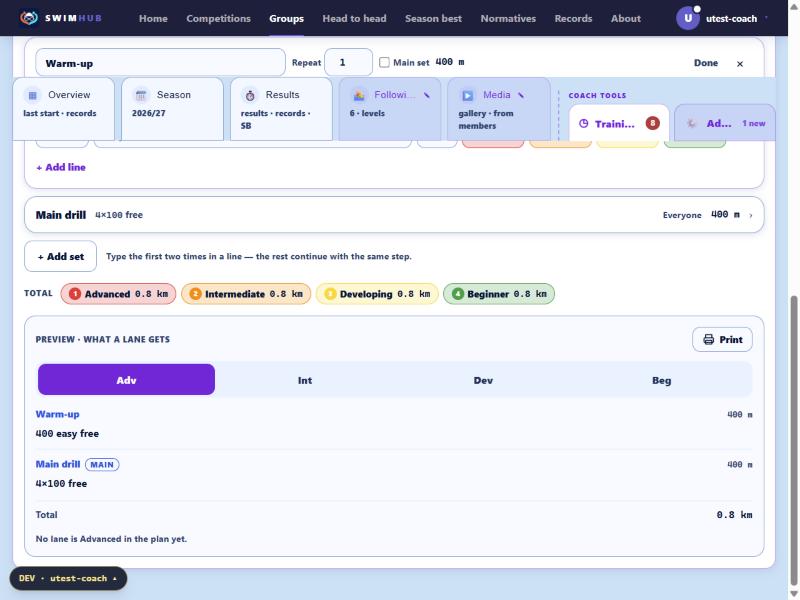 SWIMHUB Home Competitions Groups Head to head Season best Normatives Records About U utest-coach
Warm-up Repeat 1 Main set 400 m Done ×
Overview Season Results Followi... Media COACH TOOLS
last start · records 2026/27 results · records · SB 6 · levels gallery · from members Traini... 8 Ad... 1 new
+ Add line
Main drill 4×100 free Everyone 400 m ›
+ Add set Type the first two times in a line — the rest continue with the same step.
TOTAL 1 Advanced 0.8 km 2 Intermediate 0.8 km 3 Developing 0.8 km 4 Beginner 0.8 km
PREVIEW · WHAT A LANE GETS Print
Adv Int Dev Beg
Warm-up 400 m
400 easy free
Main drill MAIN 400 m
4×100 free
Total 0.8 km
No lane is Advanced in the plan yet.
DEV · utest-coach